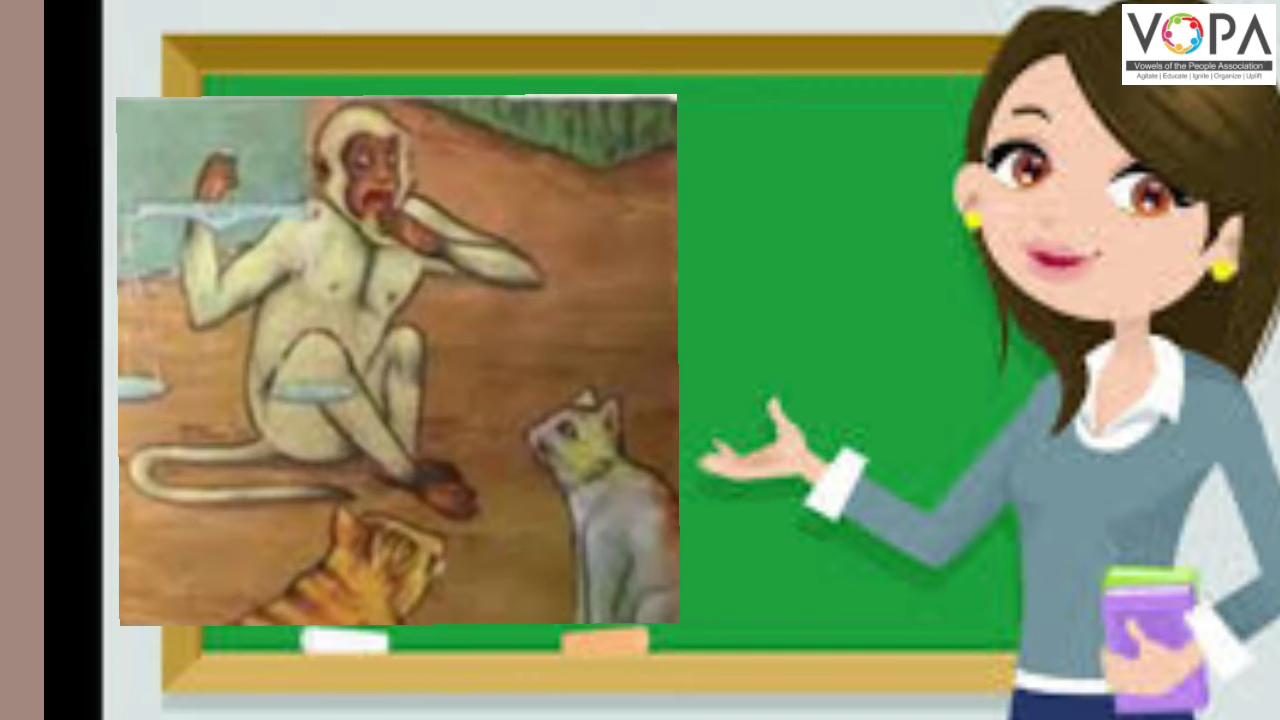 VOPA
Vowels of the People Association
Agitate | Educate | Ignite | Organize | Uplift